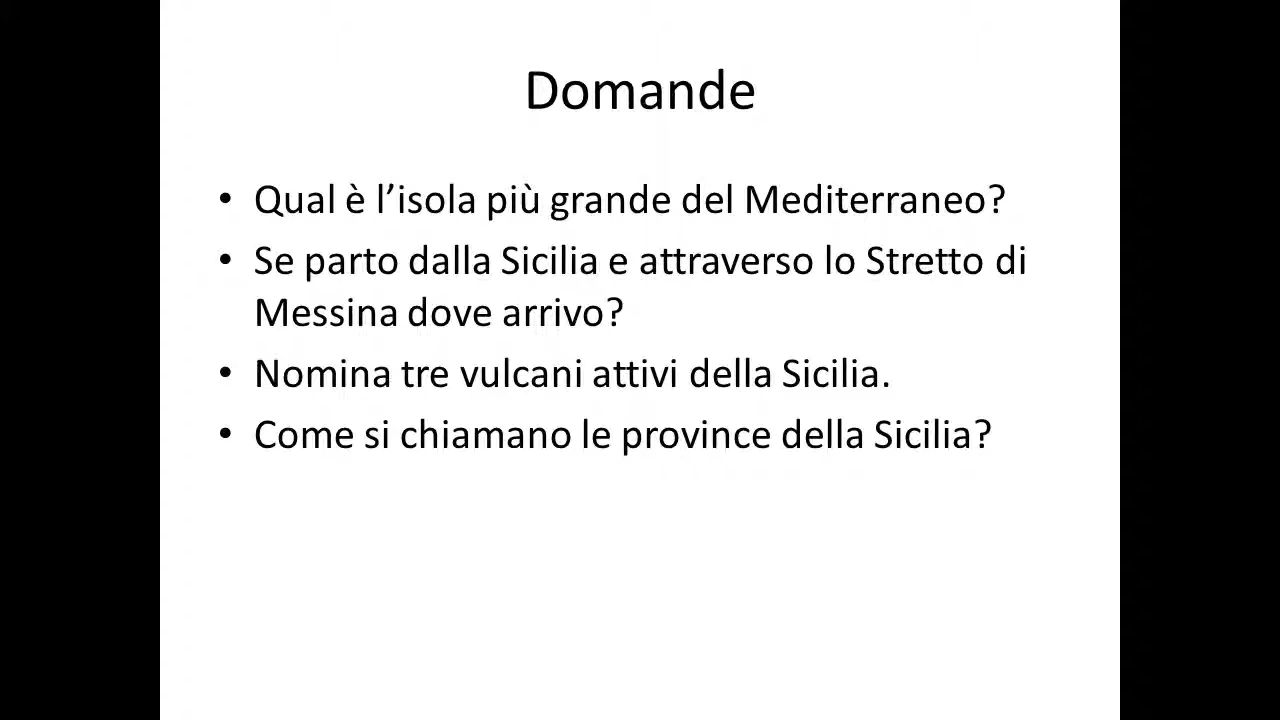 Domande
• Qual è l’isola più grande del Mediterraneo?
• Se parto dalla Sicilia e attraverso lo Stretto di
Messina dove arrivo?
• Nomina tre vulcani attivi della Sicilia.
• Come si chiamano le province della Sicilia?